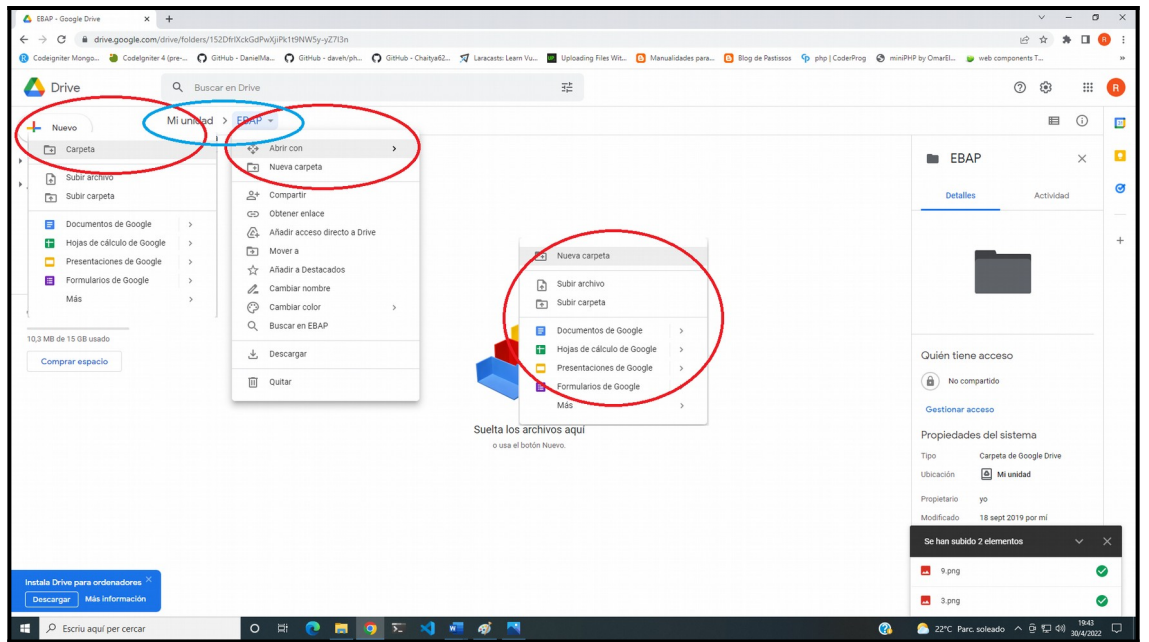 EBAP - Google Drive
drive.google.com/drive/folders/152DfrlXckGdPwXjiPk1t9NW5y-yZ7l3n
Codeigniter Mongo... CodeIgniter 4 (pre-... GitHub - DanielMa... GitHub - daveh/ph... GitHub - Chaitya62... Laracasts: Learn Vu... Uploading Files Wit... Manualidades para... Blog de Pastissos php | CoderProg miniPHP by OmarEl... web components T... »
Drive
Buscar en Drive
R
Nuevo
Mi unidad > EBAP
Carpeta
Subir archivo
Subir carpeta
Documentos de Google
Hojas de cálculo de Google
Presentaciones de Google
Formularios de Google
Más
10,3 MB de 15 GB usado
Comprar espacio
Abrir con
Nueva carpeta
Compartir
Obtener enlace
Añadir acceso directo a Drive
Mover a
Añadir a Destacados
Cambiar nombre
Cambiar color
Buscar en EBAP
Descargar
Quitar
Nueva carpeta
Subir archivo
Subir carpeta
Documentos de Google
Hojas de cálculo de Google
Presentaciones de Google
Formularios de Google
Más
Suelta los archivos aquí
o usa el botón Nuevo.
EBAP
Detalles Actividad
Quién tiene acceso
No compartido
Gestionar acceso
Propiedades del sistema
Tipo Carpeta de Google Drive
Ubicación Mi unidad
Propietario yo
Modificado 18 sept 2019 por mí
Se han subido 2 elementos
9.png
3.png
Instala Drive para ordenadores
Descargar Más información
Escriu aquí per cercar
22°C Parc. soleado
19:43
30/4/2022